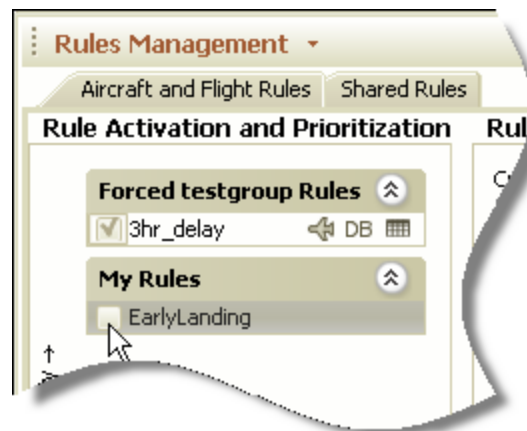 Rules Management
Aircraft and Flight Rules Shared Rules
Rule Activation and Prioritization
Forced testgroup Rules
3hr_delay DB
My Rules
EarlyLanding